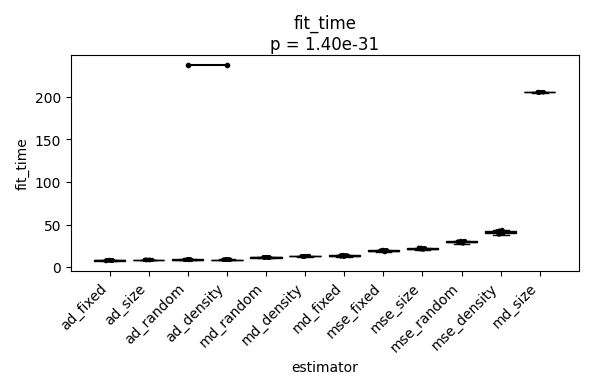 fit_time
p = 1.40e-31
fit_time
200
150
100
50
0
ad_fixed
ad_size
ad_random
ad_density
md_random
md_density
md_fixed
mse_fixed
mse_size
mse_random
mse_density
md_size
estimator